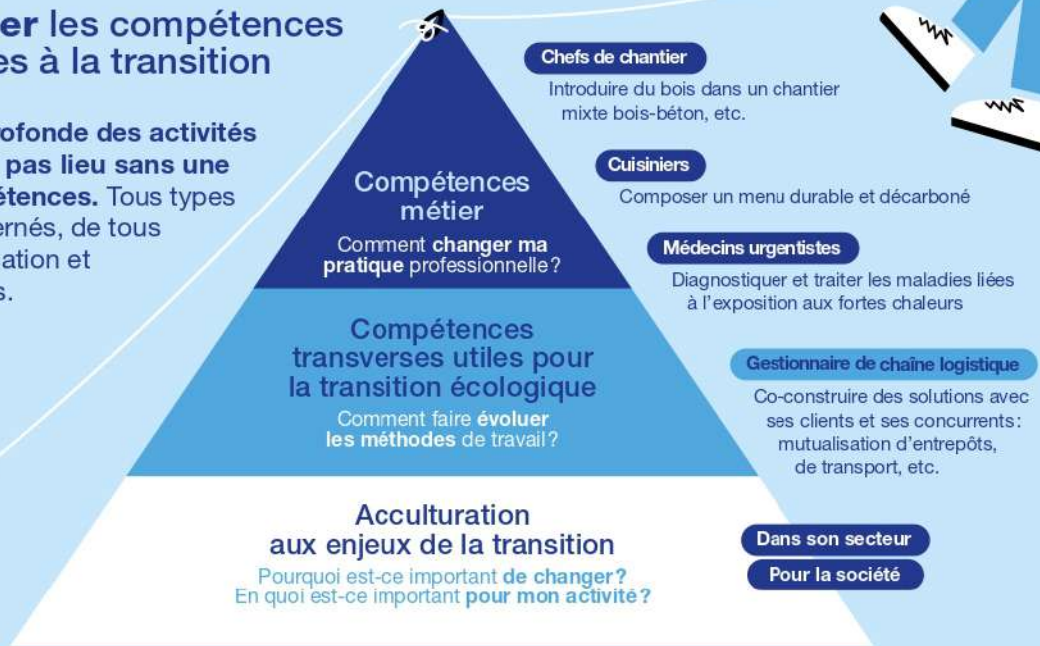 er les compétences
es à la transition
rofonde des activités
pas lieu sans une
étences. Tous types
ernés, de tous
ation et
s.
Compétences
métier
Comment changer ma
pratique professionnelle ?
Compétences
transverses utiles pour
la transition écologique
Comment faire évoluer
les méthodes de travail ?
Acculturation
aux enjeux de la transition
Pourquoi est-ce important de changer ?
En quoi est-ce important pour mon activité ?
Chefs de chantier
Introduire du bois dans un chantier
mixte bois-béton, etc.
Cuisiniers
Composer un menu durable et décarboné
Médecins urgentistes
Diagnostiquer et traiter les maladies liées
à l'exposition aux fortes chaleurs
Gestionnaire de chaîne logistique
Co-construire des solutions avec
ses clients et ses concurrents :
mutualisation d'entrepôts,
de transport, etc.
Dans son secteur
Pour la société